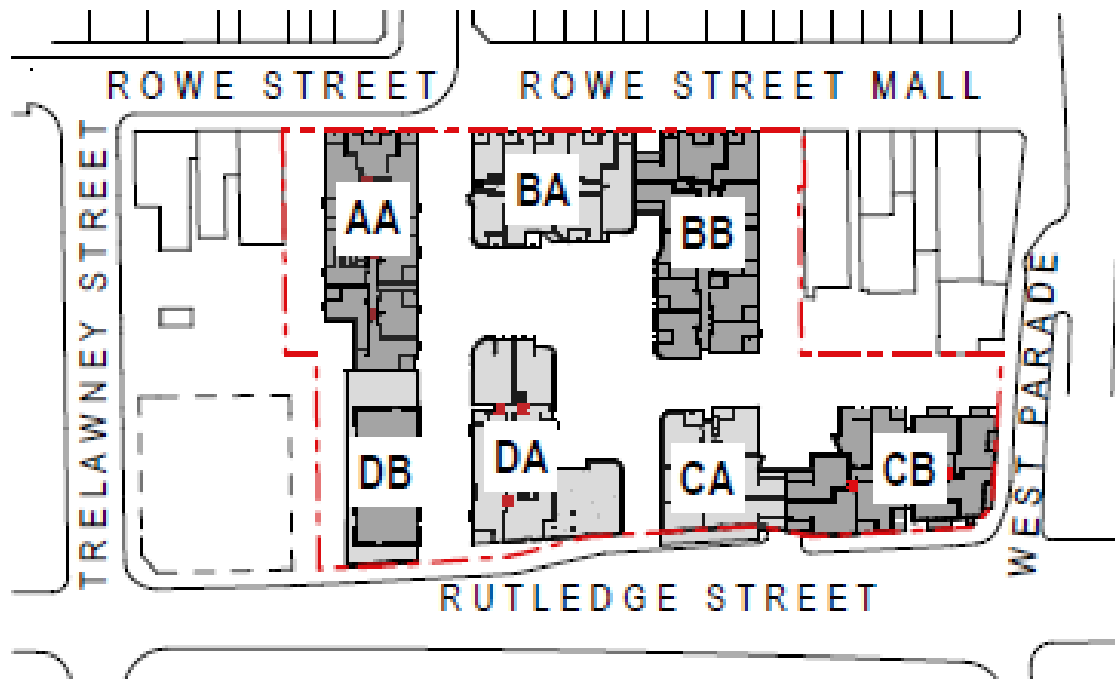 ROWE STREET
ROWE STREET MALL
TRELAWNEY STREET
AA
BA
BB
WEST PARADE
DB
DA
CA
CB
RUTLEDGE STREET